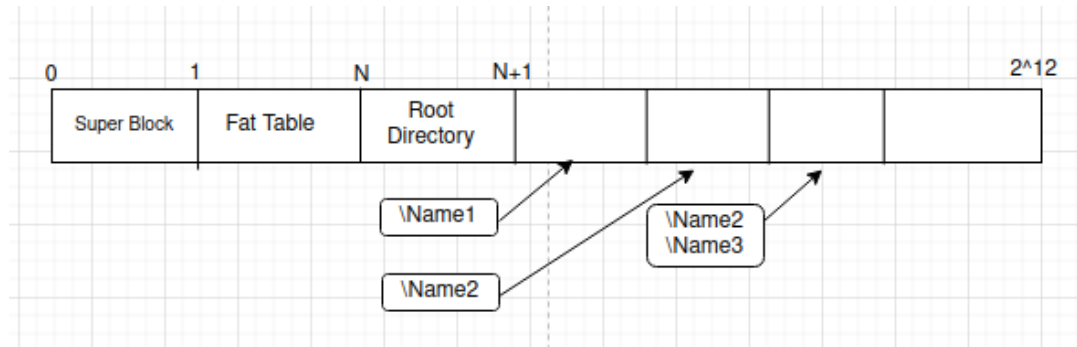 0 1 N N+1 2^12
Super Block
Fat Table
Root
Directory
\Name1
\Name2
\Name2
\Name3